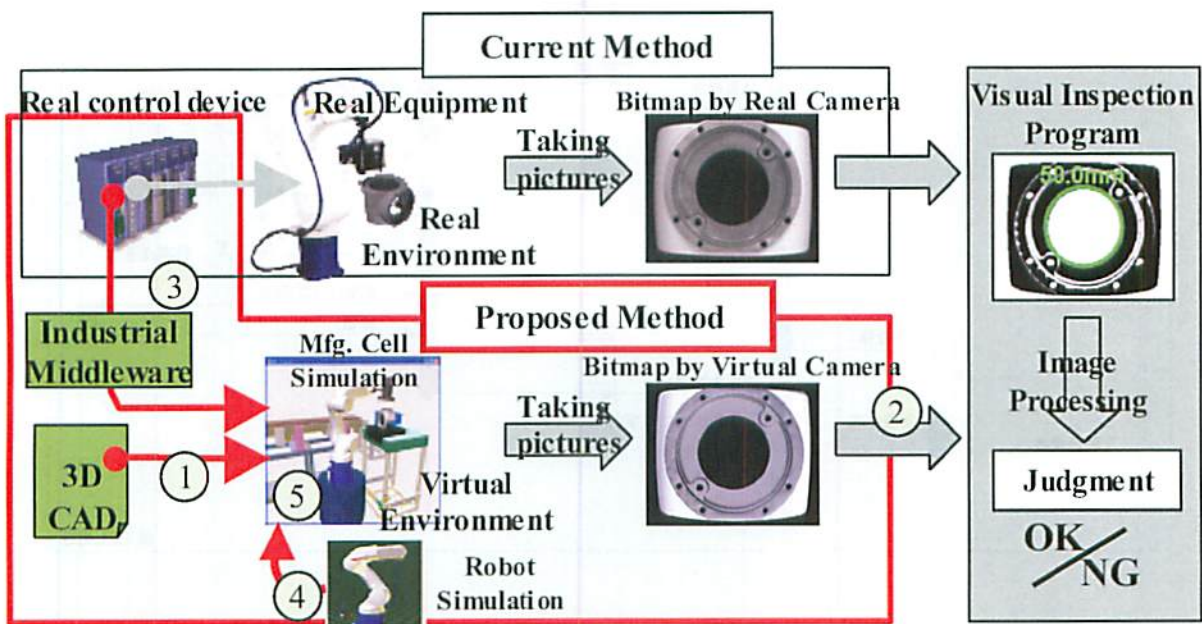 Current Method
Real control device
Real Equipment
Real
Environment
Taking
pictures
Bitmap by Real Camera
Visual Inspection
Program
50.0mm
3
Industrial
Middleware
Proposed Method
Mfg. Cell
Simulation
Bitmap by Virtual Camera
Taking
pictures
2
Image
Processing
3D
CAD
1
5
Virtual
Environment
Judgment
OK
NG
4
Robot
Simulation